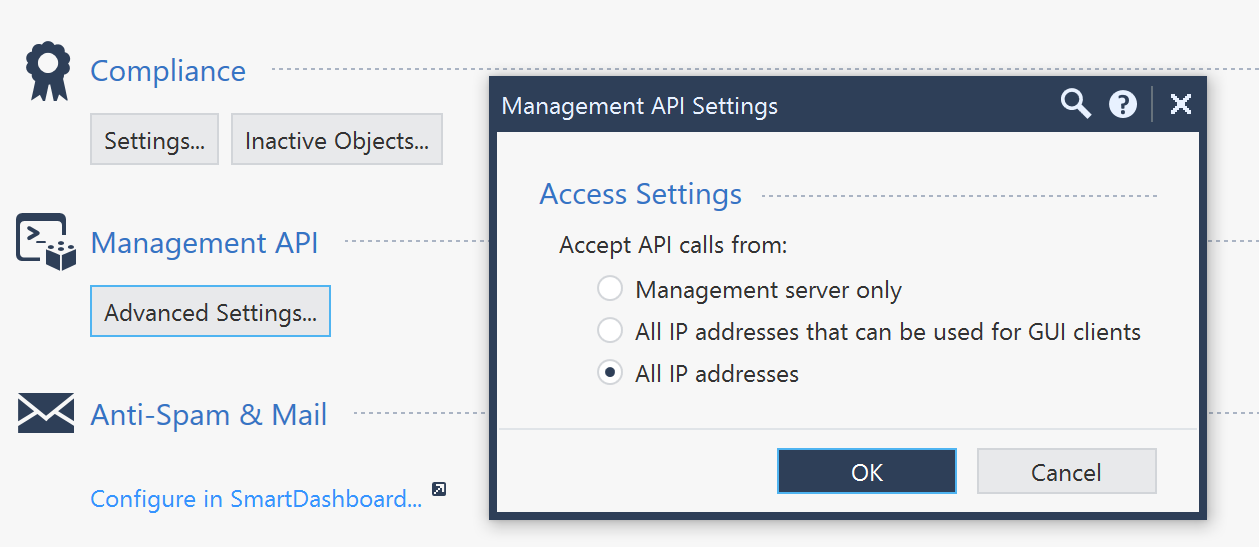 Compliance
Settings...
Inactive Objects...
Management API
Advanced Settings...
Anti-Spam & Mail
Configure in SmartDashboard...
Management API Settings
Access Settings
Accept API calls from:
Management server only
All IP addresses that can be used for GUI clients
All IP addresses
OK
Cancel